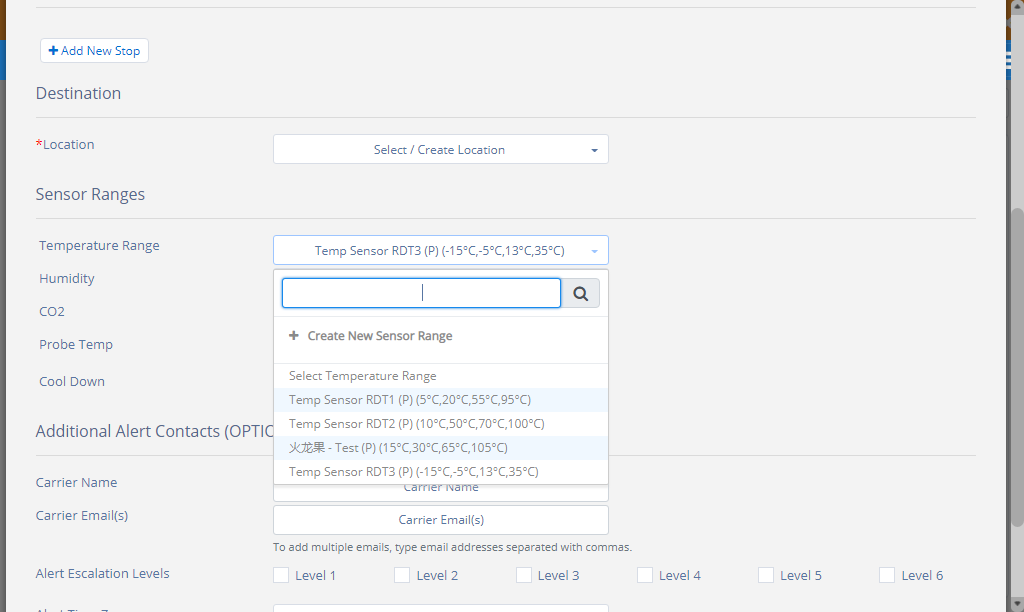 Add New Stop
Destination
*Location
Select / Create Location
Sensor Ranges
Temperature Range
Temp Sensor RDT3 (P) (-15°C,-5°C,13°C,35°C)
Humidity
CO2
Create New Sensor Range
Probe Temp
Select Temperature Range
Cool Down
Temp Sensor RDT1 (P) (5°C,20°C,55°C,95°C)
Temp Sensor RDT2 (P) (10°C,50°C,70°C,100°C)
Additional Alert Contacts (OPTIO
火龙果 - Test (P) (15°C,30°C,65°C,105°C)
Temp Sensor RDT3 (P) (-15°C,-5°C,13°C,35°C)
Carrier Name
Carrier Name
Carrier Email(s)
Carrier Email(s)
To add multiple emails, type email addresses separated with commas.
Alert Escalation Levels
Level 1
Level 2
Level 3
Level 4
Level 5
Level 6